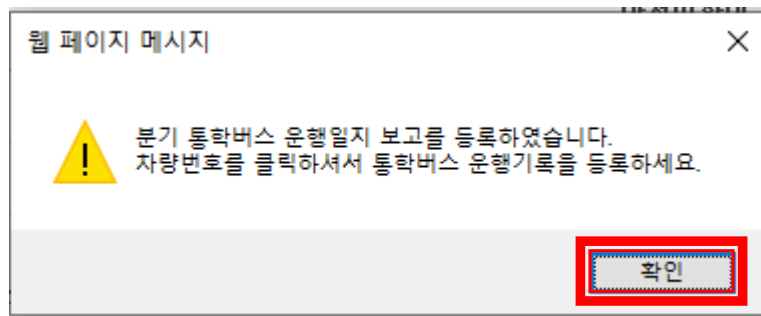 웹 페이지 메시지
분기 통학버스 운행일지 보고를 등록하였습니다.
차량번호를 클릭하셔서 통학버스 운행기록을 등록하세요.
확인